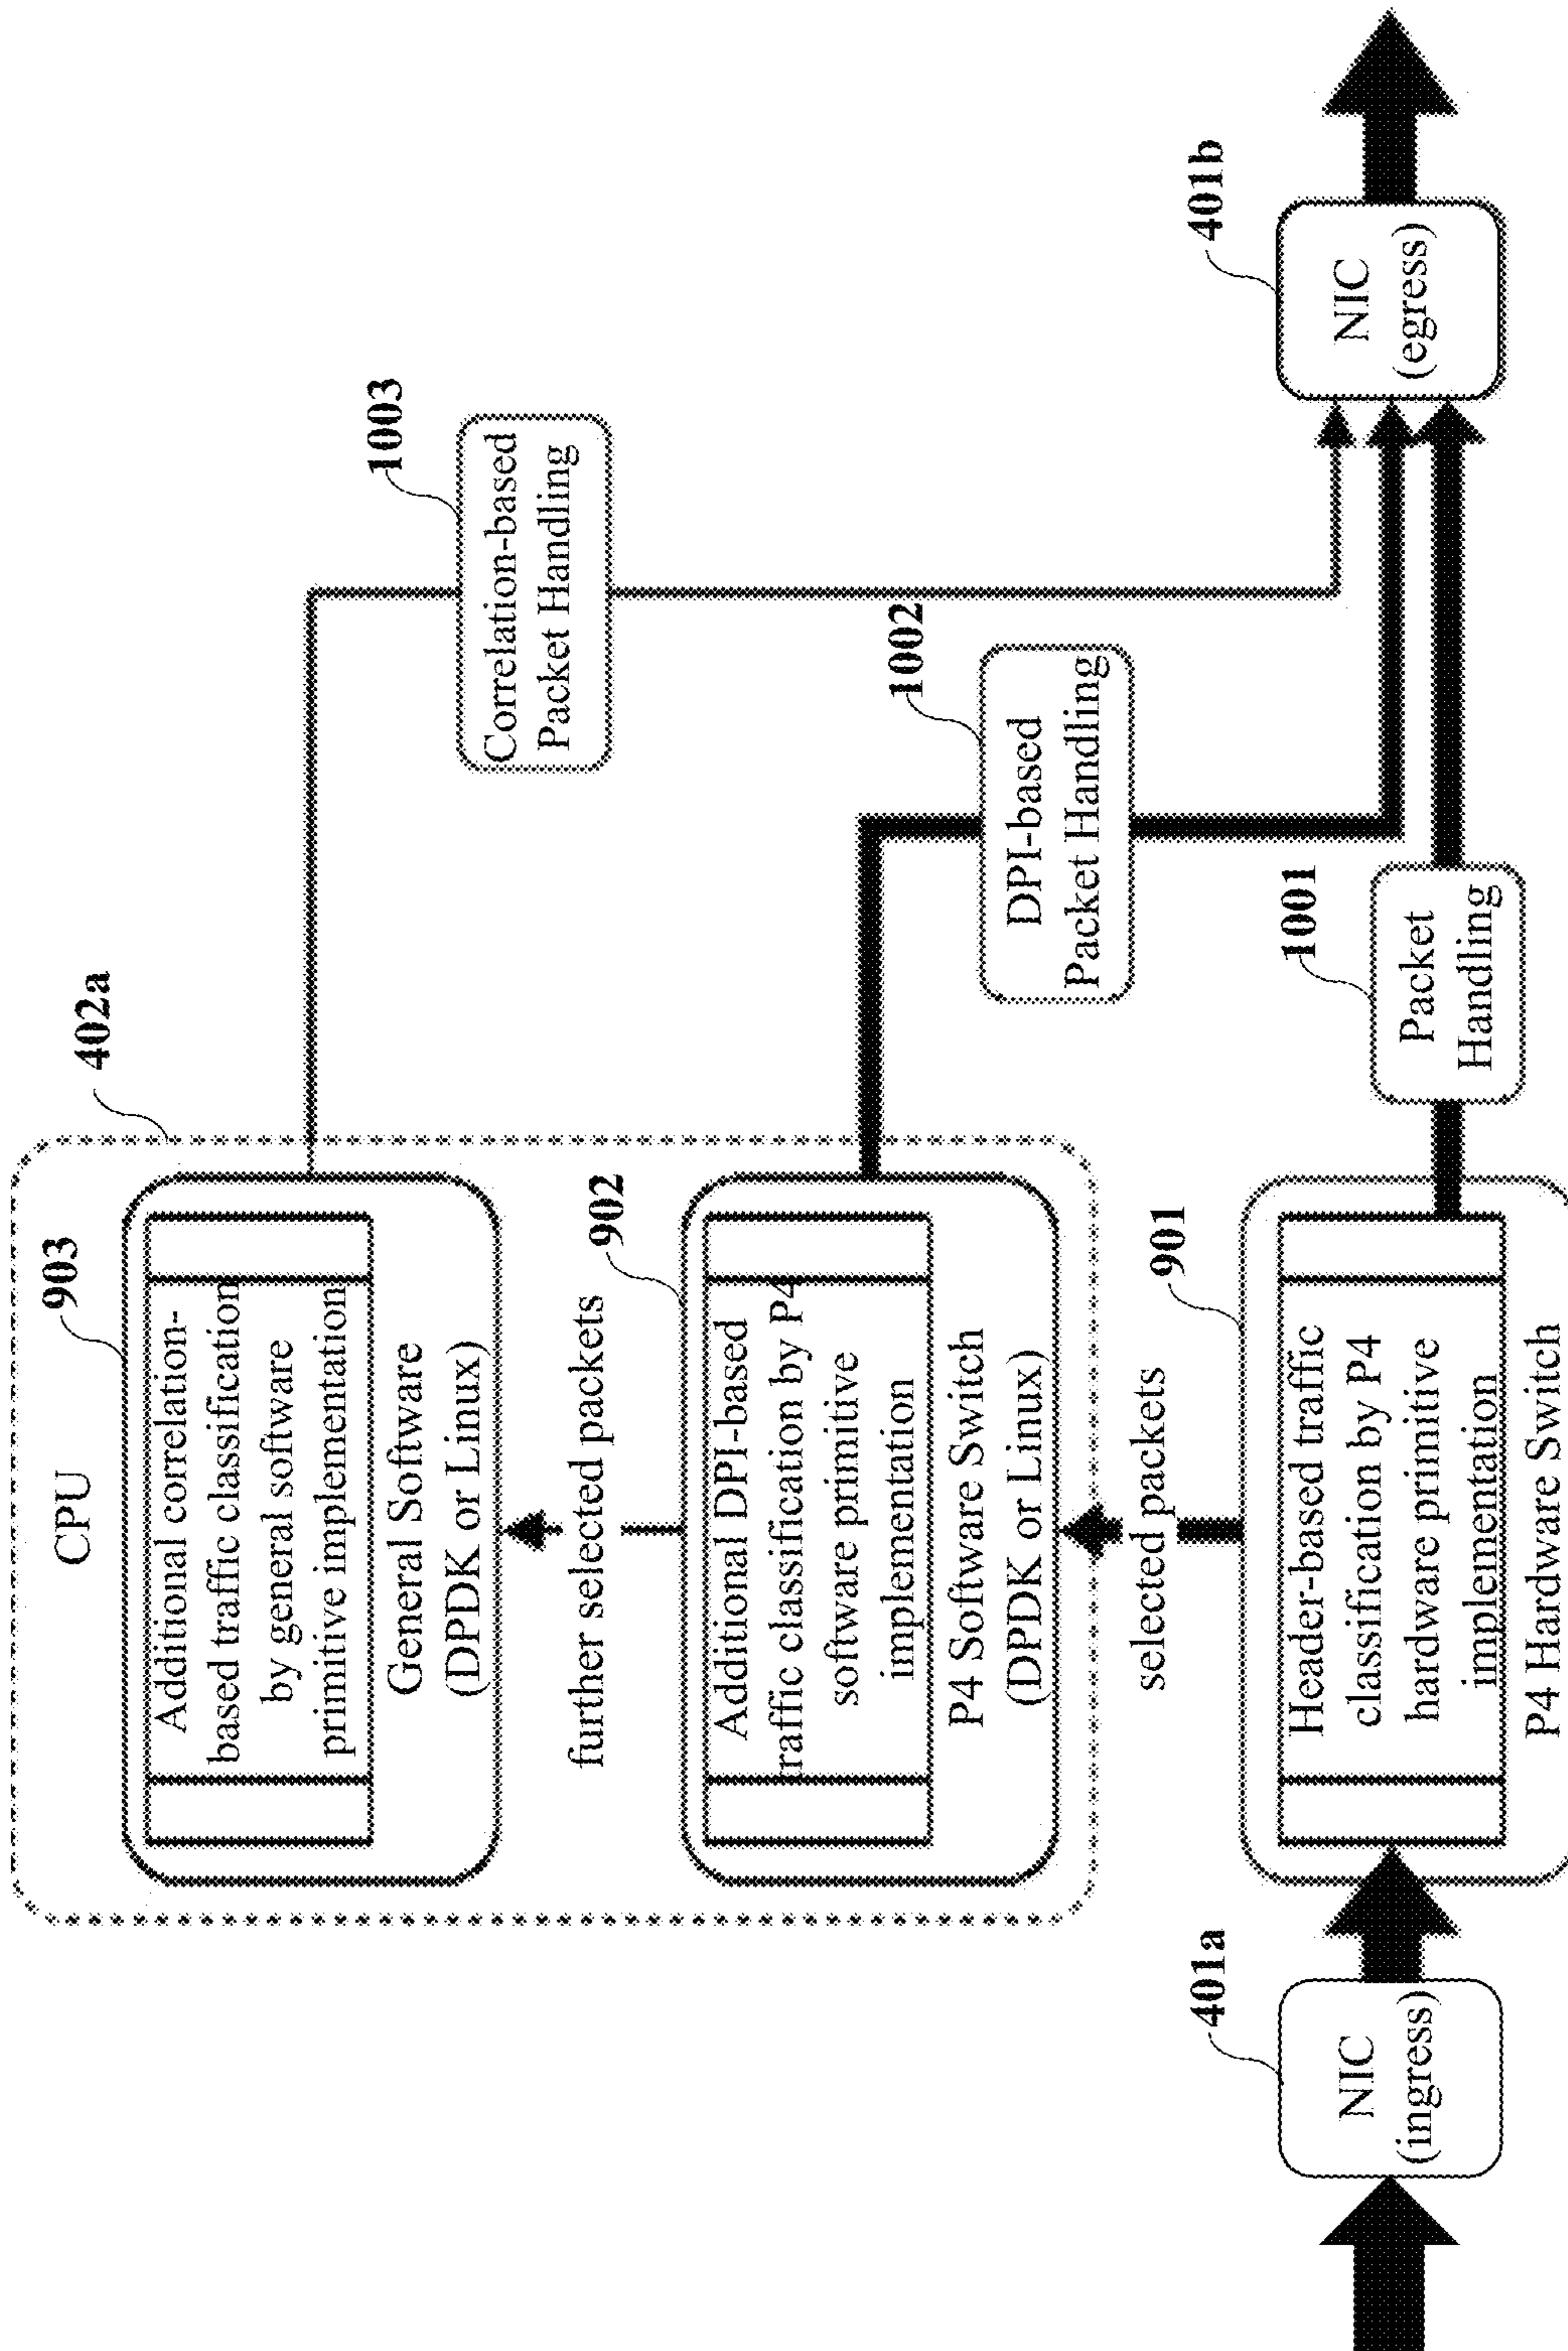 402a
CPU
903
Additional correlation-
based traffic classification
by general software
primitive implementation
General Software
(DPDK or Linux)
1003
Correlation-based
Packet Handling
further selected packets
902
Additional DPI-based
traffic classification by P4
software primitive
implementation
P4 Software Switch
(DPDK or Linux)
1002
DPI-based
Packet Handling
selected packets
401a
NIC
(ingress)
901
Header-based traffic
classification by P4
hardware primitive
implementation
P4 Hardware Switch
1001
Packet
Handling
401b
NIC
(egress)